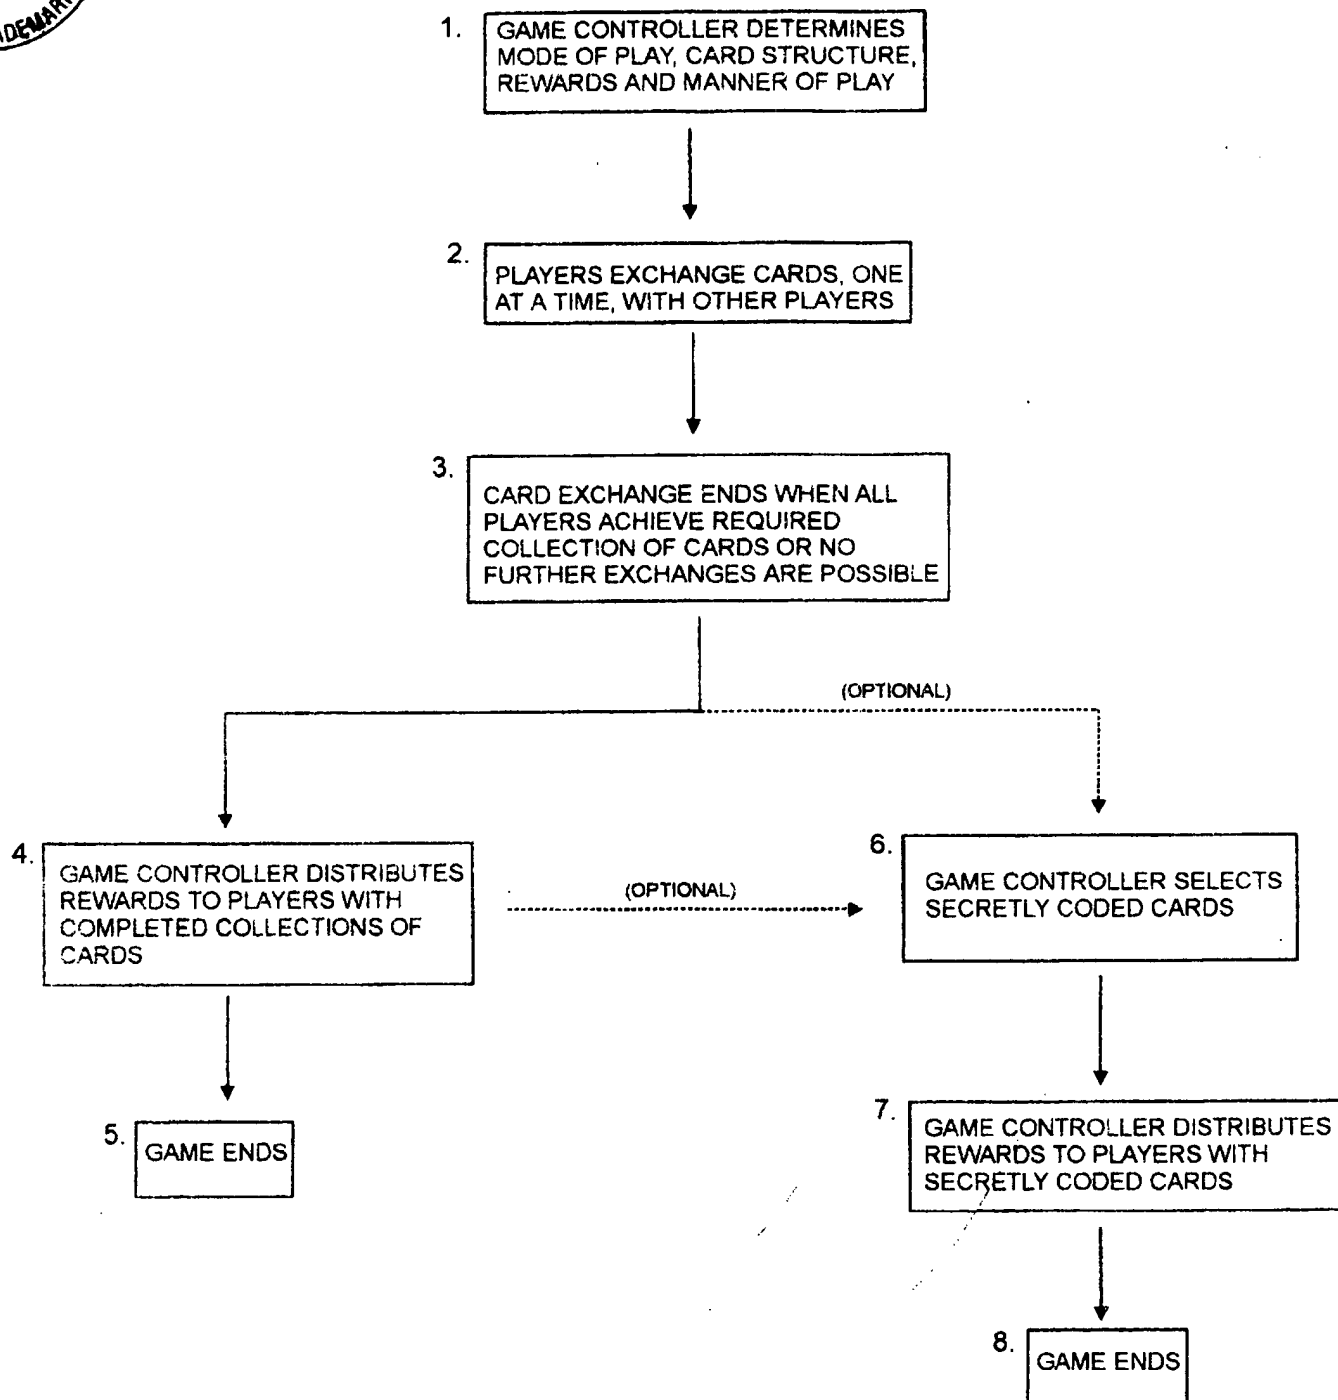 1.
GAME CONTROLLER DETERMINES
MODE OF PLAY, CARD STRUCTURE,
REWARDS AND MANNER OF PLAY
2.
PLAYERS EXCHANGE CARDS, ONE
AT A TIME, WITH OTHER PLAYERS
3.
CARD EXCHANGE ENDS WHEN ALL
PLAYERS ACHIEVE REQUIRED
COLLECTION OF CARDS OR NO
FURTHER EXCHANGES ARE POSSIBLE
(OPTIONAL)
4.
GAME CONTROLLER DISTRIBUTES
REWARDS TO PLAYERS WITH
COMPLETED COLLECTIONS OF
CARDS
(OPTIONAL)
6.
GAME CONTROLLER SELECTS
SECRETLY CODED CARDS
5.
GAME ENDS
7.
GAME CONTROLLER DISTRIBUTES
REWARDS TO PLAYERS WITH
SECRETLY CODED CARDS
8.
GAME ENDS